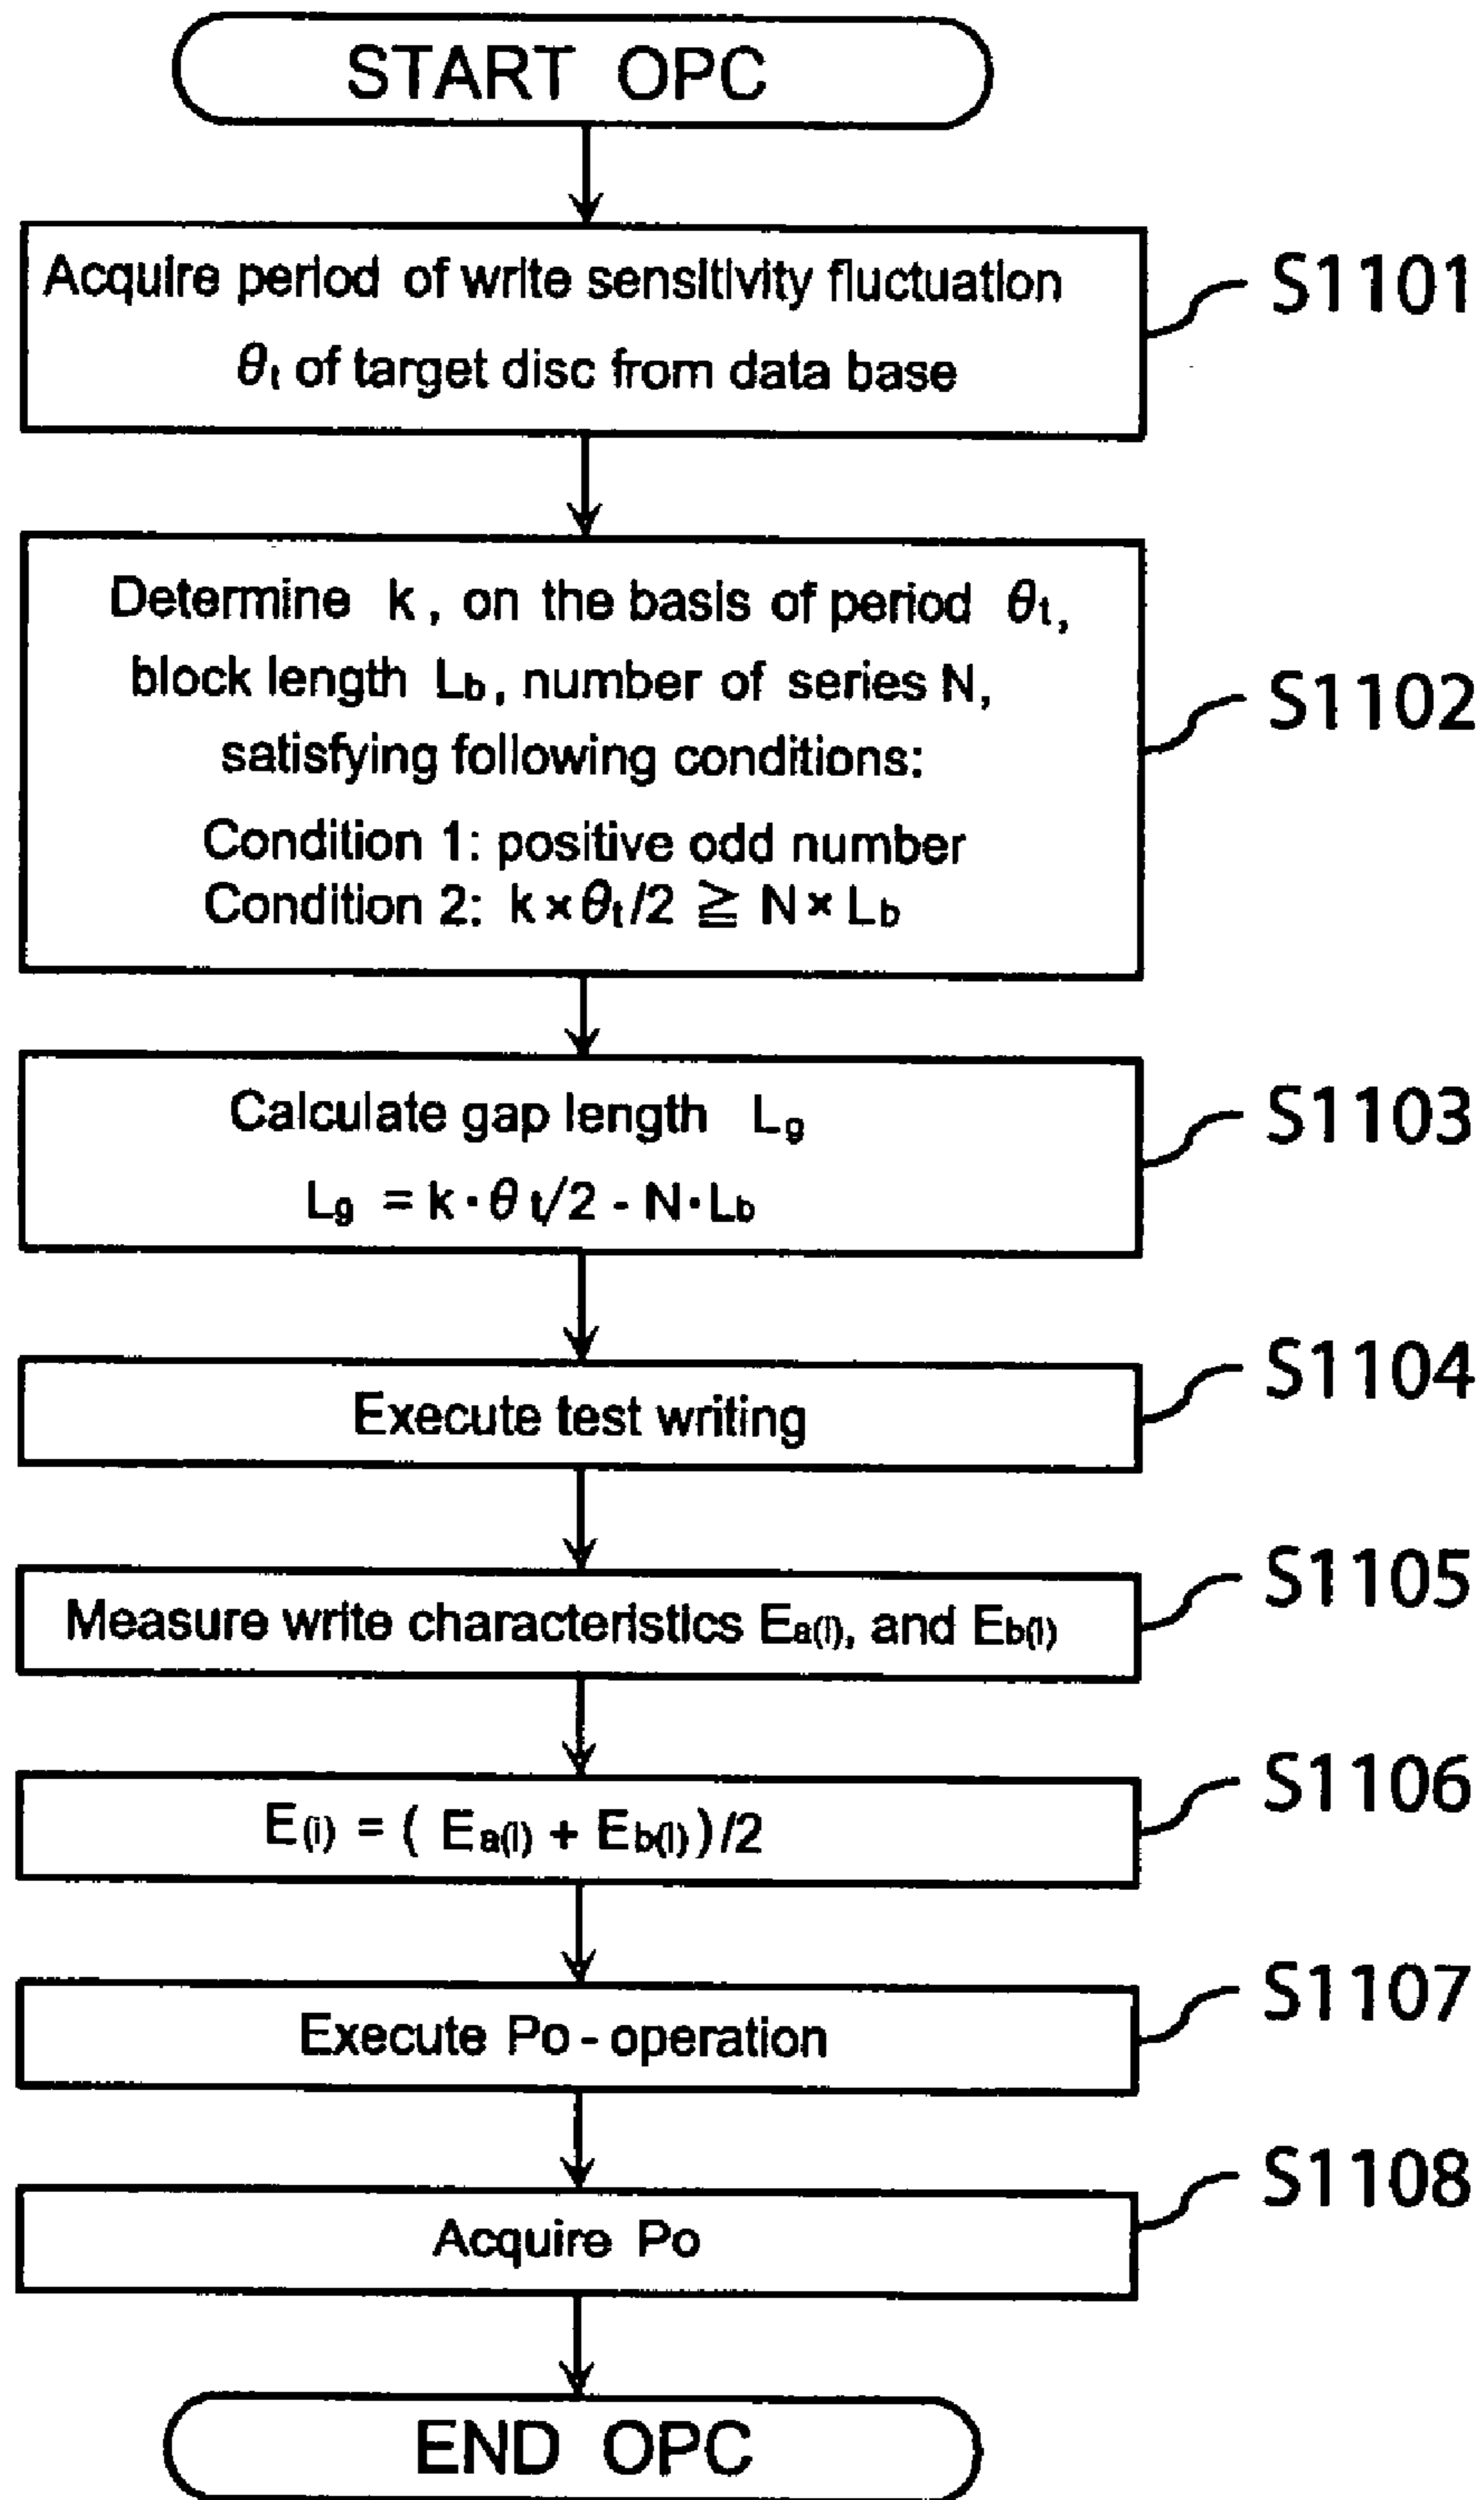 START OPC
Acquire period of write sensitivity fluctuation
θt of target disc from data base
S1101
Determine k, on the basis of period θt,
block length Lb, number of series N,
satisfying following conditions:
Condition 1: positive odd number
Condition 2: k×θt/2 ≧ N×Lb
S1102
Calculate gap length Lg
Lg = k·θt/2 - N·Lb
S1103
Execute test writing
S1104
Measure write characteristics Ea(i), and Eb(i)
S1105
E(i) = ( Ea(i) + Eb(i) )/2
S1106
Execute Po - operation
S1107
Acquire Po
S1108
END OPC